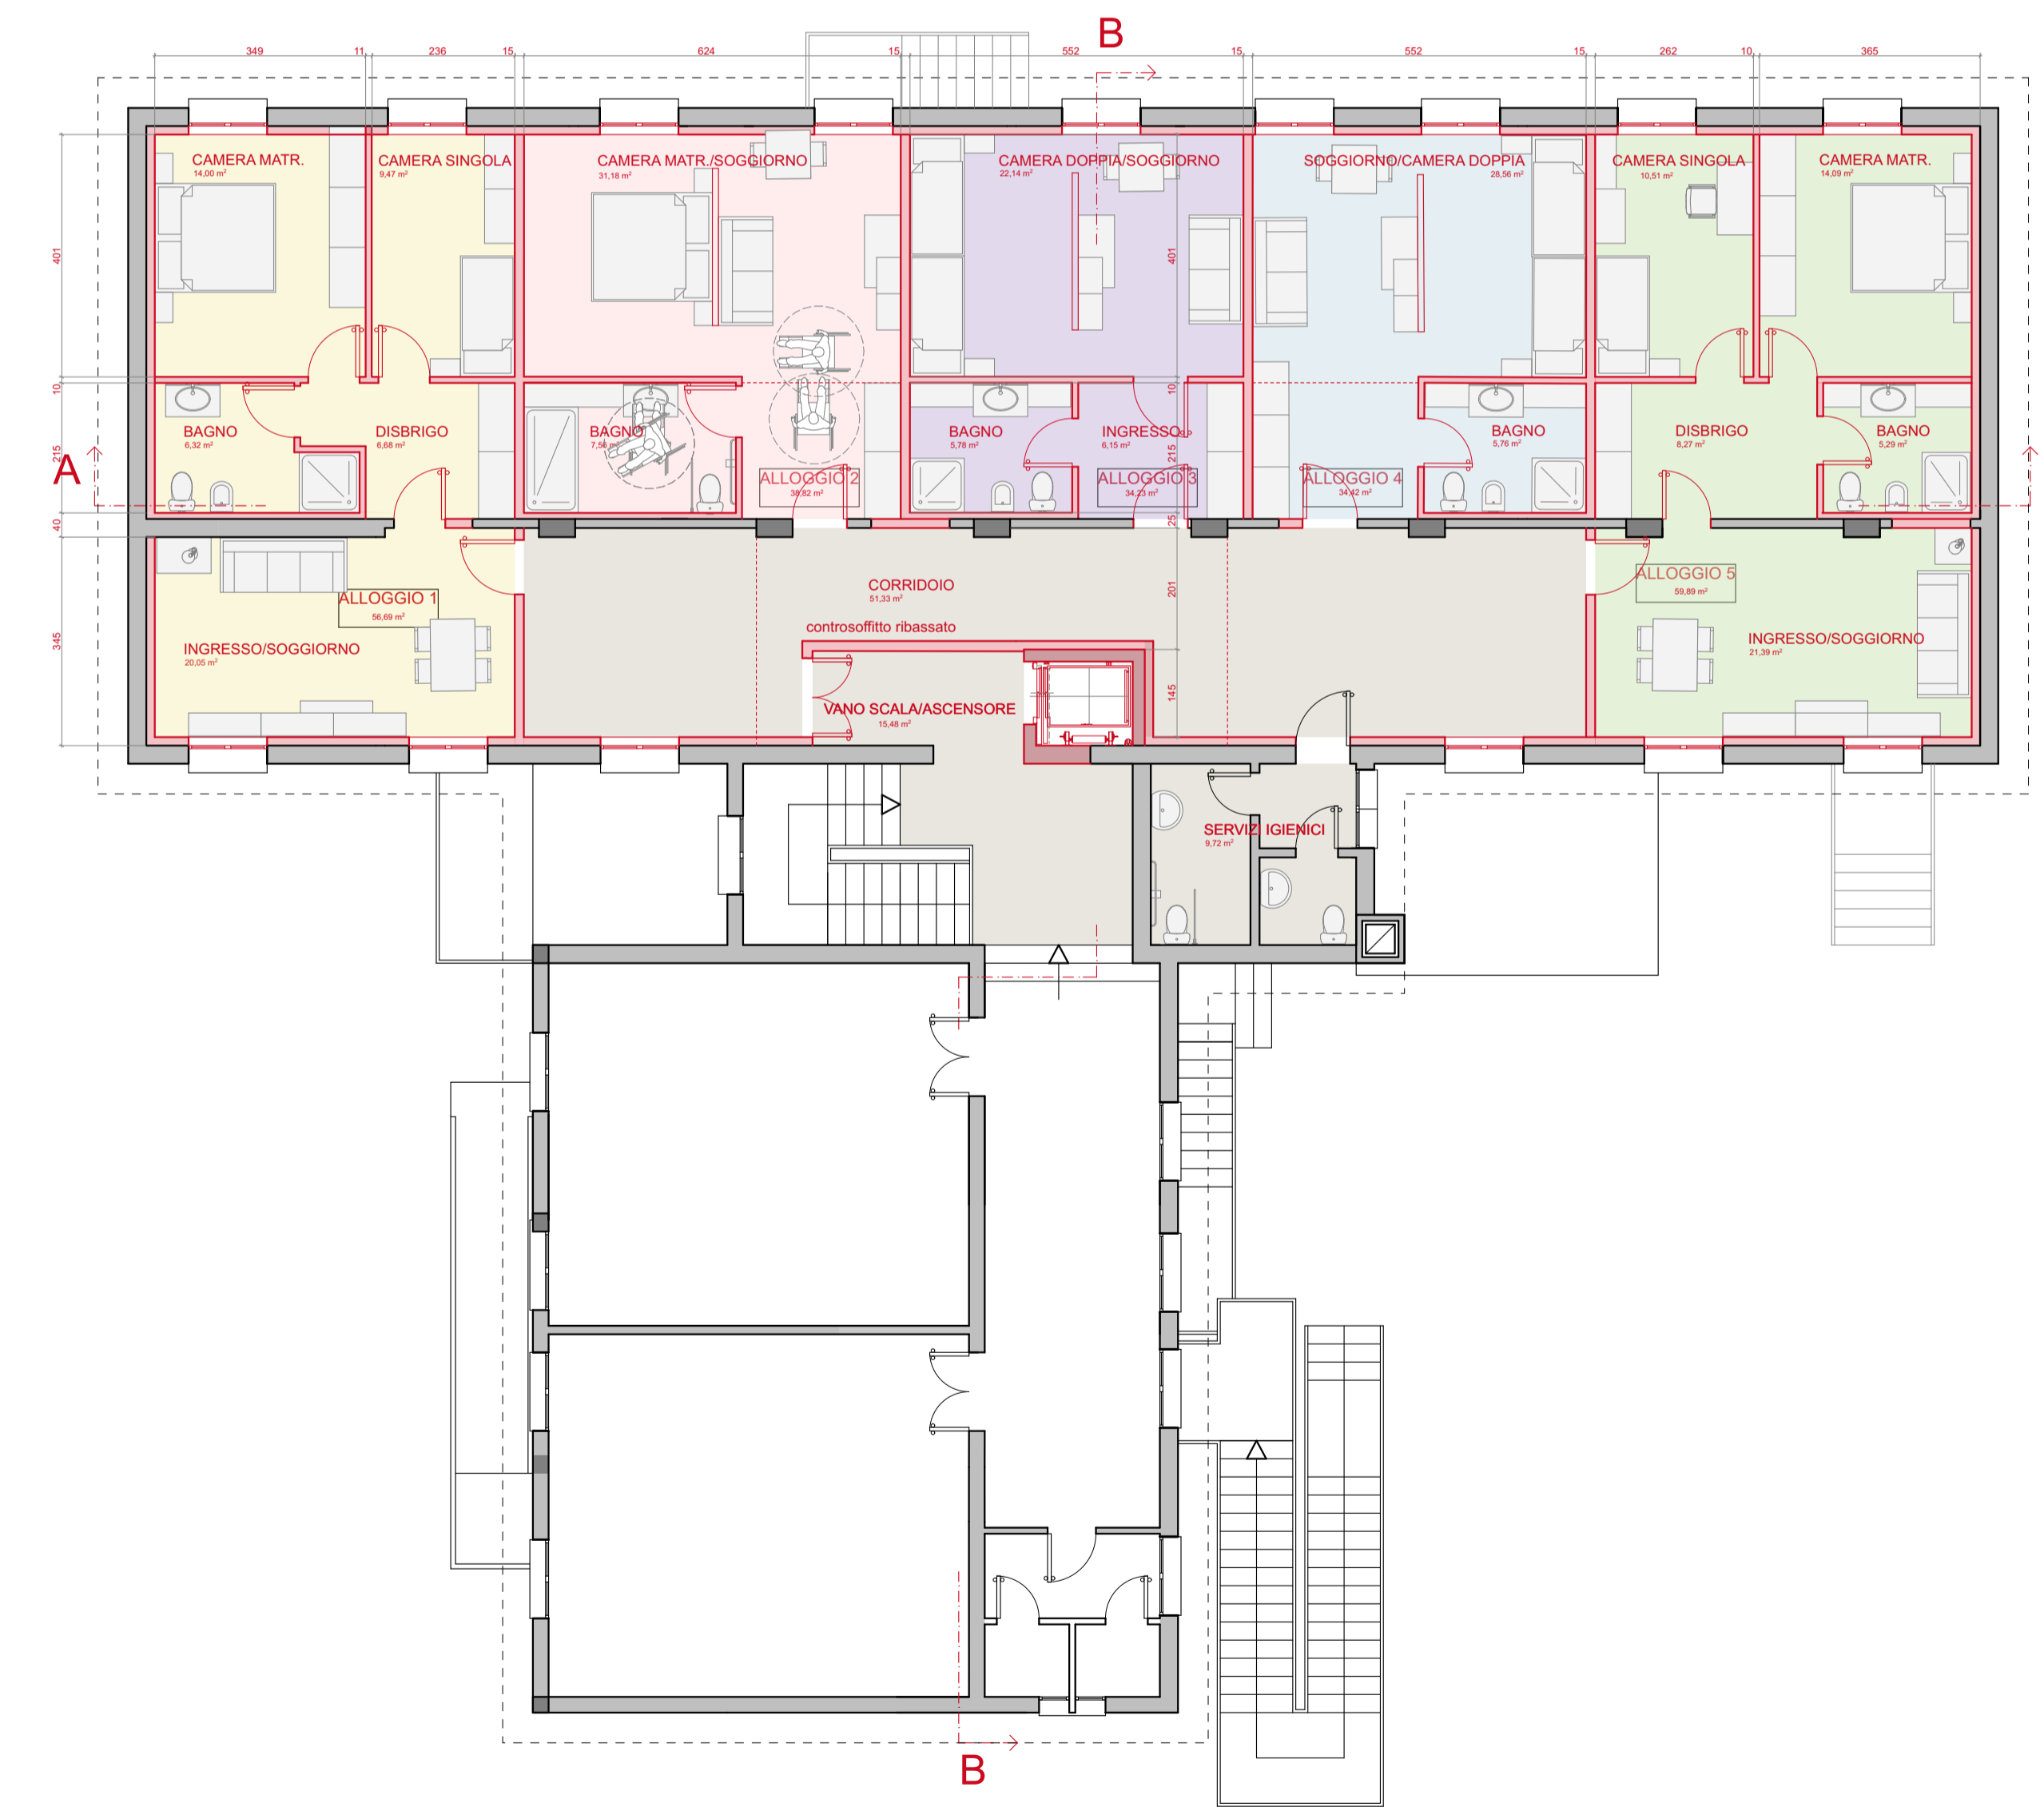 B
349 11 236 15 624 15 552 15 552 15 262 10 365
CAMERA MATR.
14,00 m²
CAMERA SINGOLA
9,47 m²
CAMERA MATR./SOGGIORNO
31,18 m²
CAMERA DOPPIA/SOGGIORNO
22,14 m²
SOGGIORNO/CAMERA DOPPIA
28,56 m²
CAMERA SINGOLA
10,51 m²
CAMERA MATR.
14,09 m²
401
401
10
10
BAGNO
6,32 m²
DISBRIGO
6,68 m²
BAGNO
BAGNO
5,78 m²
INGRESSO
6,15 m²
BAGNO
5,76 m²
DISBRIGO
8,27 m²
BAGNO
5,29 m²
215
215
A
ALLOGGIO 2
38,82 m²
ALLOGGIO 3
34,23 m²
ALLOGGIO 4
34,42 m²
40
25
ALLOGGIO 1
56,69 m²
CORRIDOIO
51,33 m²
201
ALLOGGIO 5
59,89 m²
controsoffitto ribassato
345
INGRESSO/SOGGIORNO
20,05 m²
INGRESSO/SOGGIORNO
21,39 m²
145
VANO SCALA/ASCENSORE
15,48 m²
SERVIZI IGIENICI
9,72 m²
B